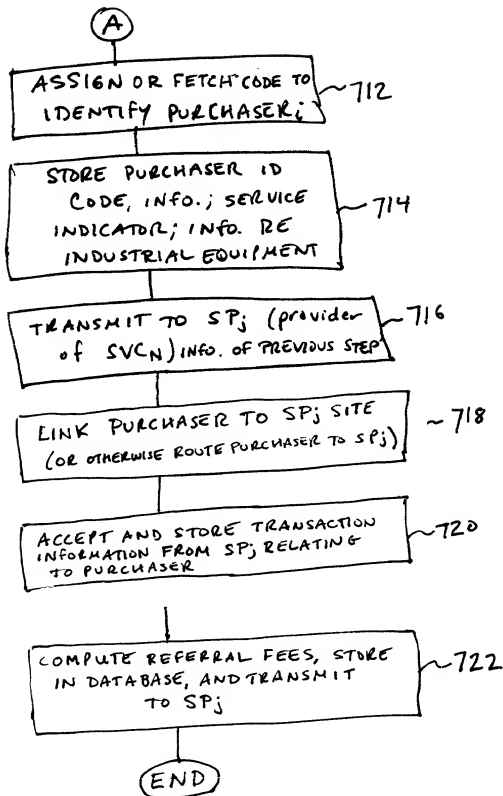 A
ASSIGN OR FETCH CODE TO
IDENTIFY PURCHASERi
712
STORE PURCHASER ID
CODE, INFO.; SERVICE
INDICATOR; INFO. RE
INDUSTRIAL EQUIPMENT
714
TRANSMIT TO SPj (provider
of SVCN) INFO. OF PREVIOUS STEP
716
LINK PURCHASER TO SPj SITE
(OR OTHERWISE ROUTE PURCHASER TO SPj)
718
ACCEPT AND STORE TRANSACTION
INFORMATION FROM SPj RELATING
TO PURCHASER
720
COMPUTE REFERRAL FEES, STORE
IN DATABASE, AND TRANSMIT
TO SPj
722
END